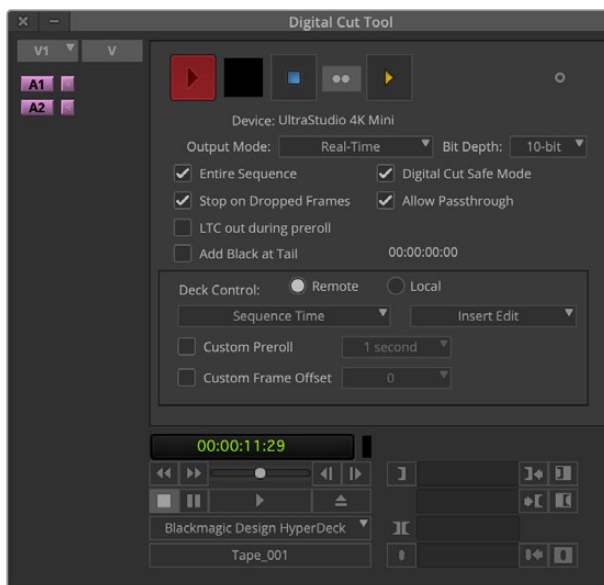 Digital Cut Tool
V1 V
A1
A2
Device: UltraStudio 4K Mini
Output Mode: Real-Time Bit Depth: 10-bit
Entire Sequence Digital Cut Safe Mode
Stop on Dropped Frames Allow Passthrough
LTC out during preroll
Add Black at Tail 00:00:00:00
Deck Control: Remote Local
Sequence Time Insert Edit
Custom Preroll 1 second
Custom Frame Offset 0
00:00:11:29
Blackmagic Design HyperDeck
Tape_001